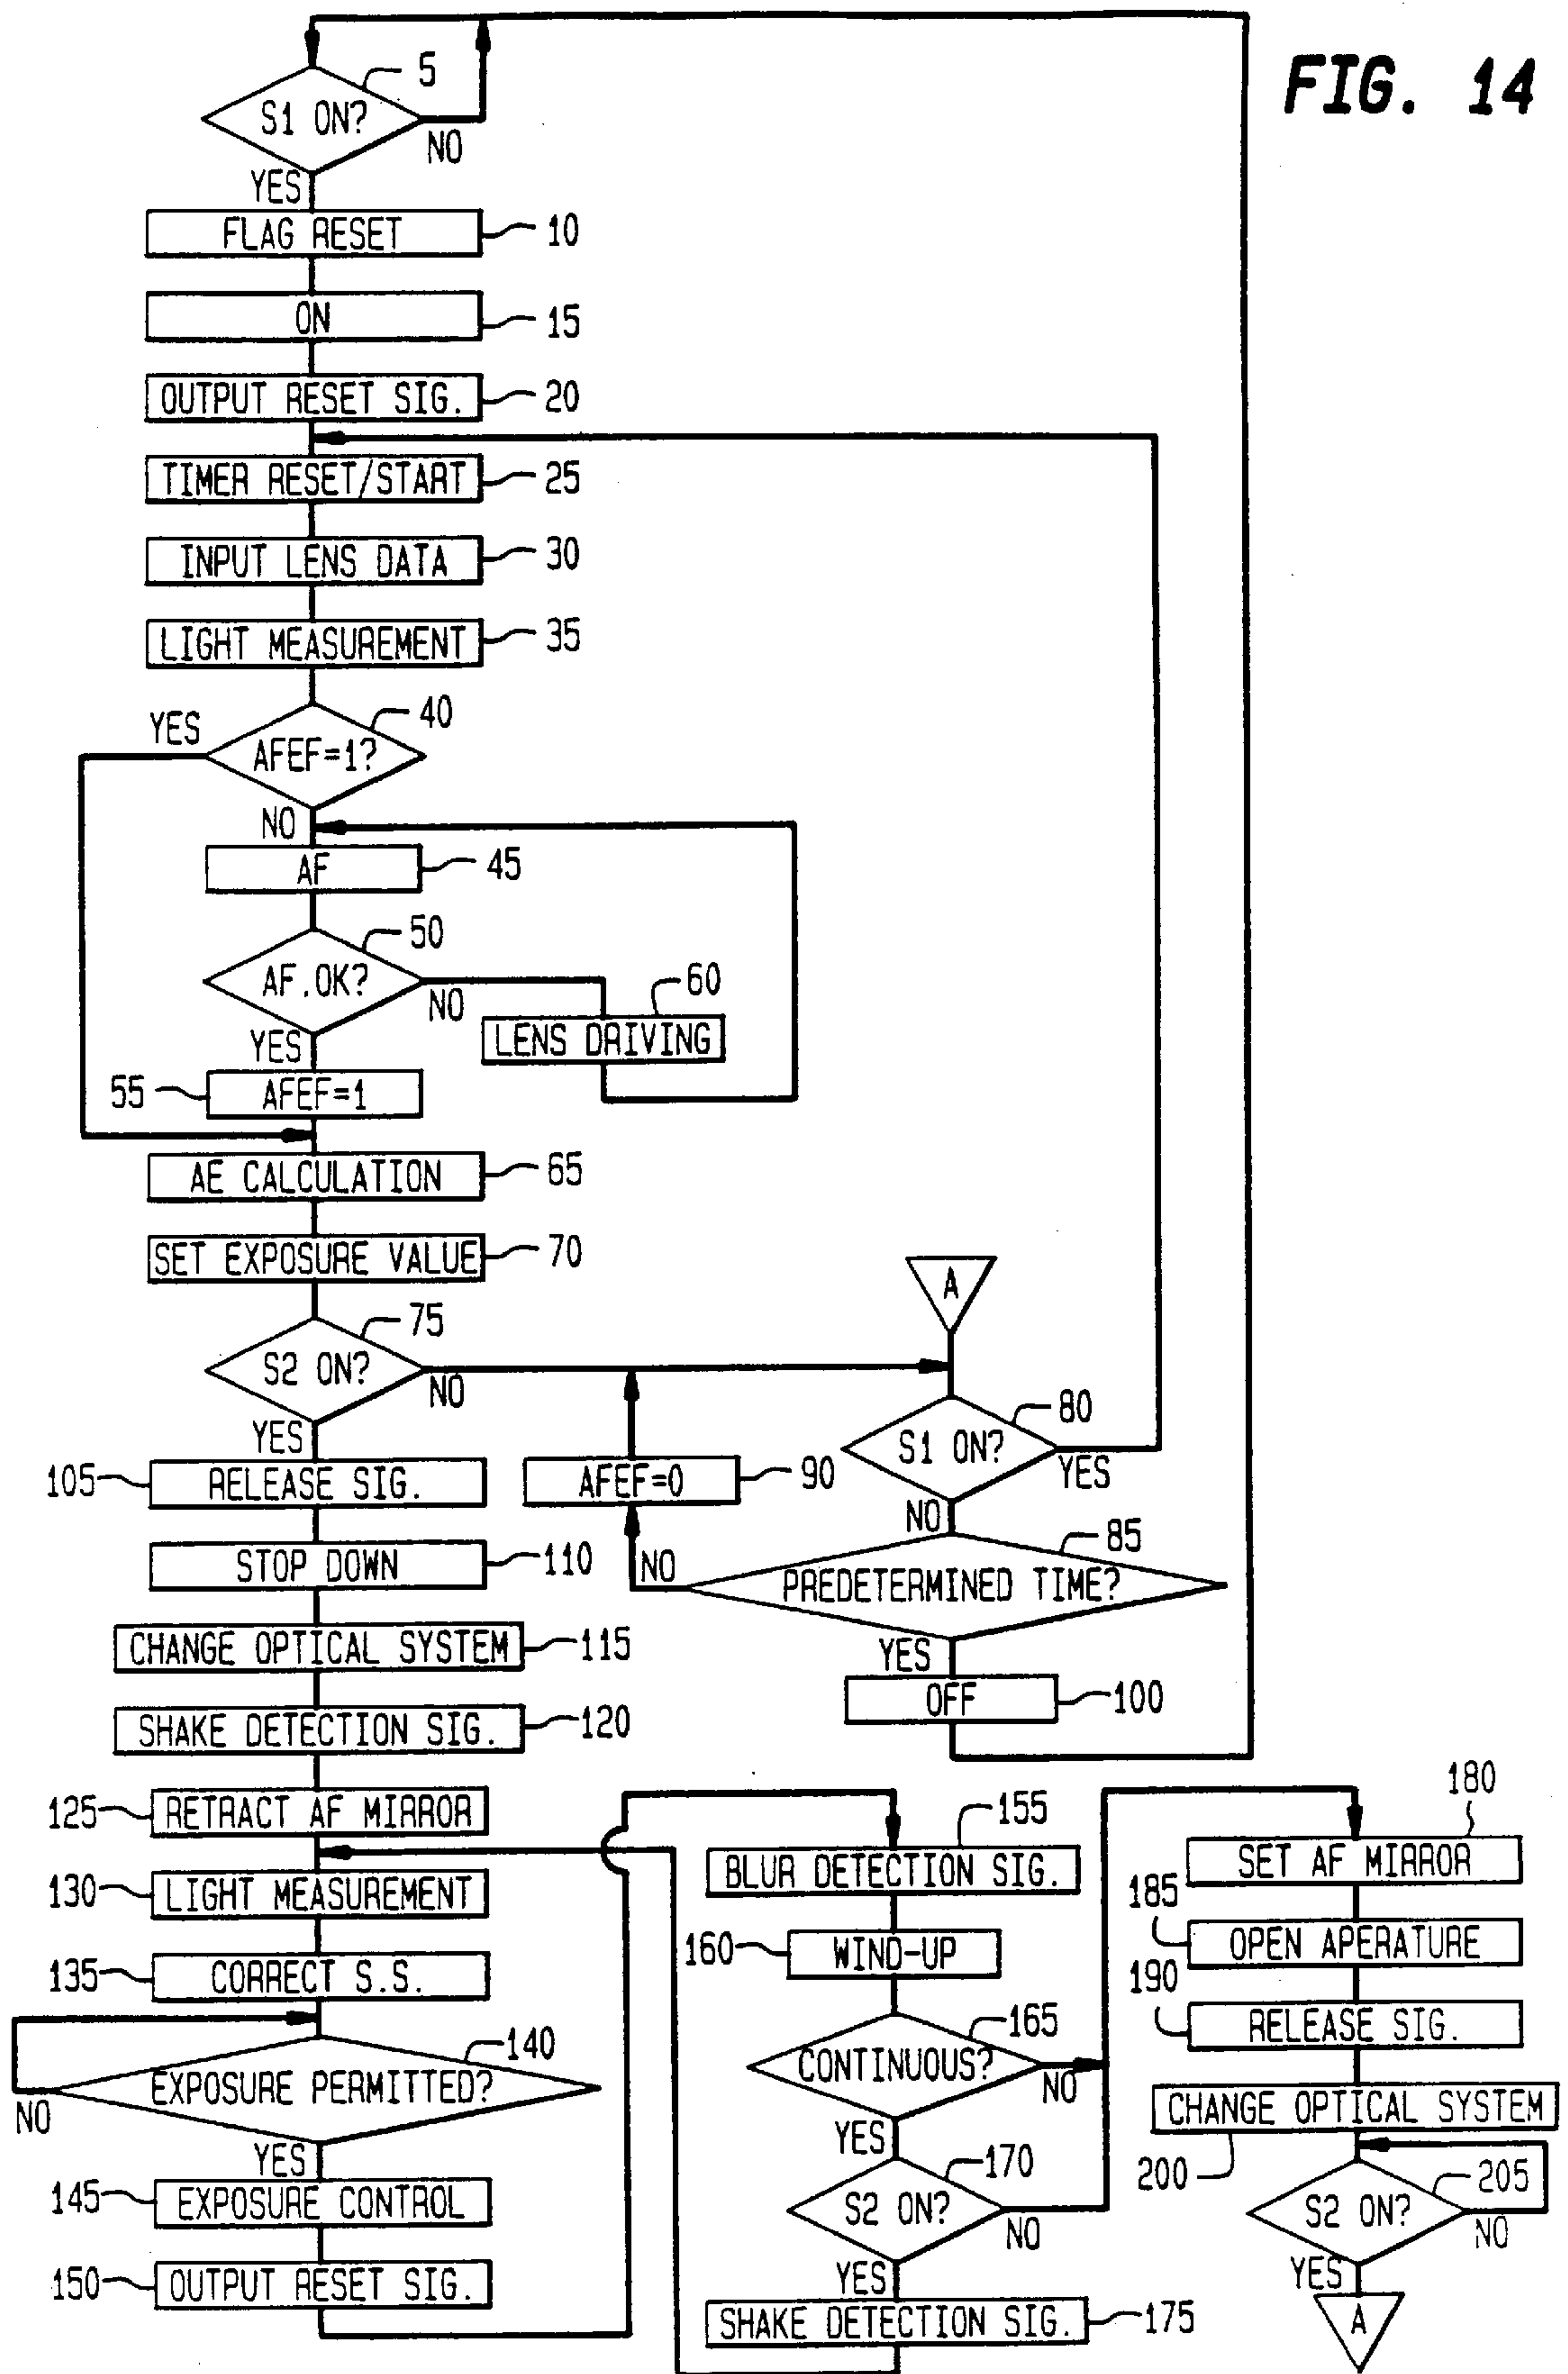 FIG. 14
5
S1 ON?
NO
YES
FLAG RESET
10
ON
15
OUTPUT RESET SIG.
20
TIMER RESET/START
25
INPUT LENS DATA
30
LIGHT MEASUREMENT
35
YES
40
AFEF=1?
NO
AF
45
50
AF.OK?
NO
60
LENS DRIVING
YES
55
AFEF=1
AE CALCULATION
65
SET EXPOSURE VALUE
70
75
S2 ON?
NO
YES
A
80
S1 ON?
YES
NO
AFEF=0
90
85
PREDETERMINED TIME?
NO
YES
OFF
100
105
RELEASE SIG.
STOP DOWN
110
CHANGE OPTICAL SYSTEM
115
SHAKE DETECTION SIG.
120
125
RETRACT AF MIRROR
130
LIGHT MEASUREMENT
135
CORRECT S.S.
140
EXPOSURE PERMITTED?
NO
YES
145
EXPOSURE CONTROL
150
OUTPUT RESET SIG.
155
BLUR DETECTION SIG.
160
WIND-UP
165
CONTINUOUS?
NO
YES
170
S2 ON?
NO
YES
SHAKE DETECTION SIG.
175
180
SET AF MIRROR
185
OPEN APERATURE
190
RELEASE SIG.
CHANGE OPTICAL SYSTEM
200
205
S2 ON?
NO
YES
A